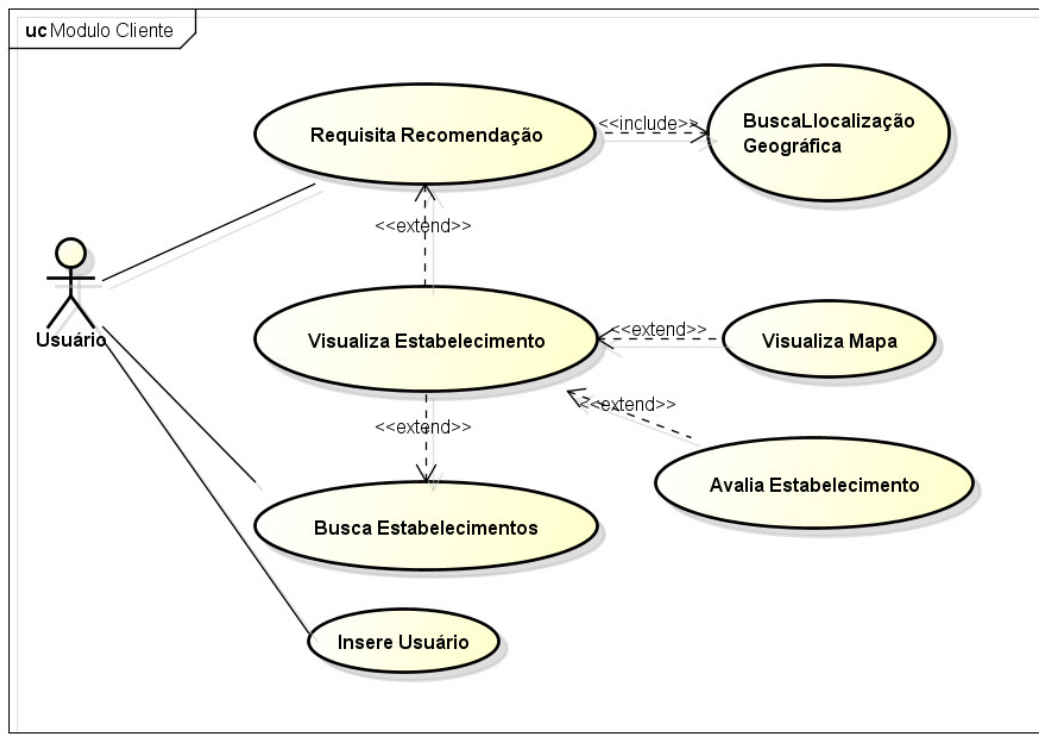 uc Modulo Cliente
Requisita Recomendação
<<include>>
BuscaLlocalização
Geográfica
<<extend>>
Usuário
Visualiza Estabelecimento
<<extend>>
Visualiza Mapa
<<extend>>
<<extend>>
Avalia Estabelecimento
Busca Estabelecimentos
Insere Usuário